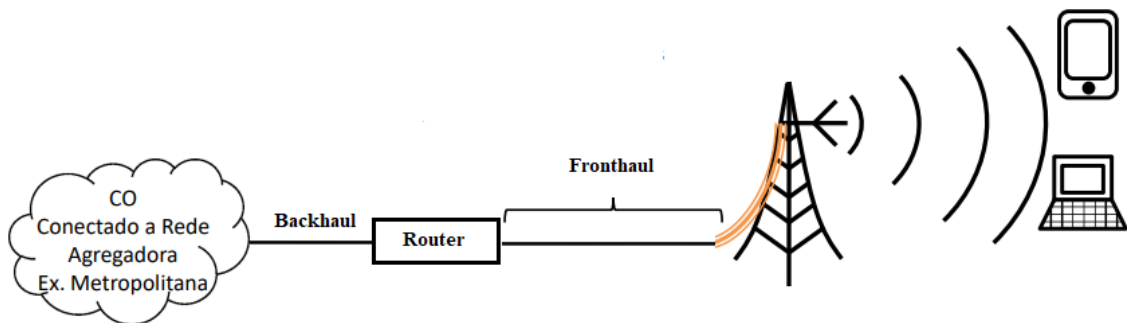 CO
Conectado a Rede
Agregadora
Ex. Metropolitana
Backhaul
Router
Fronthaul